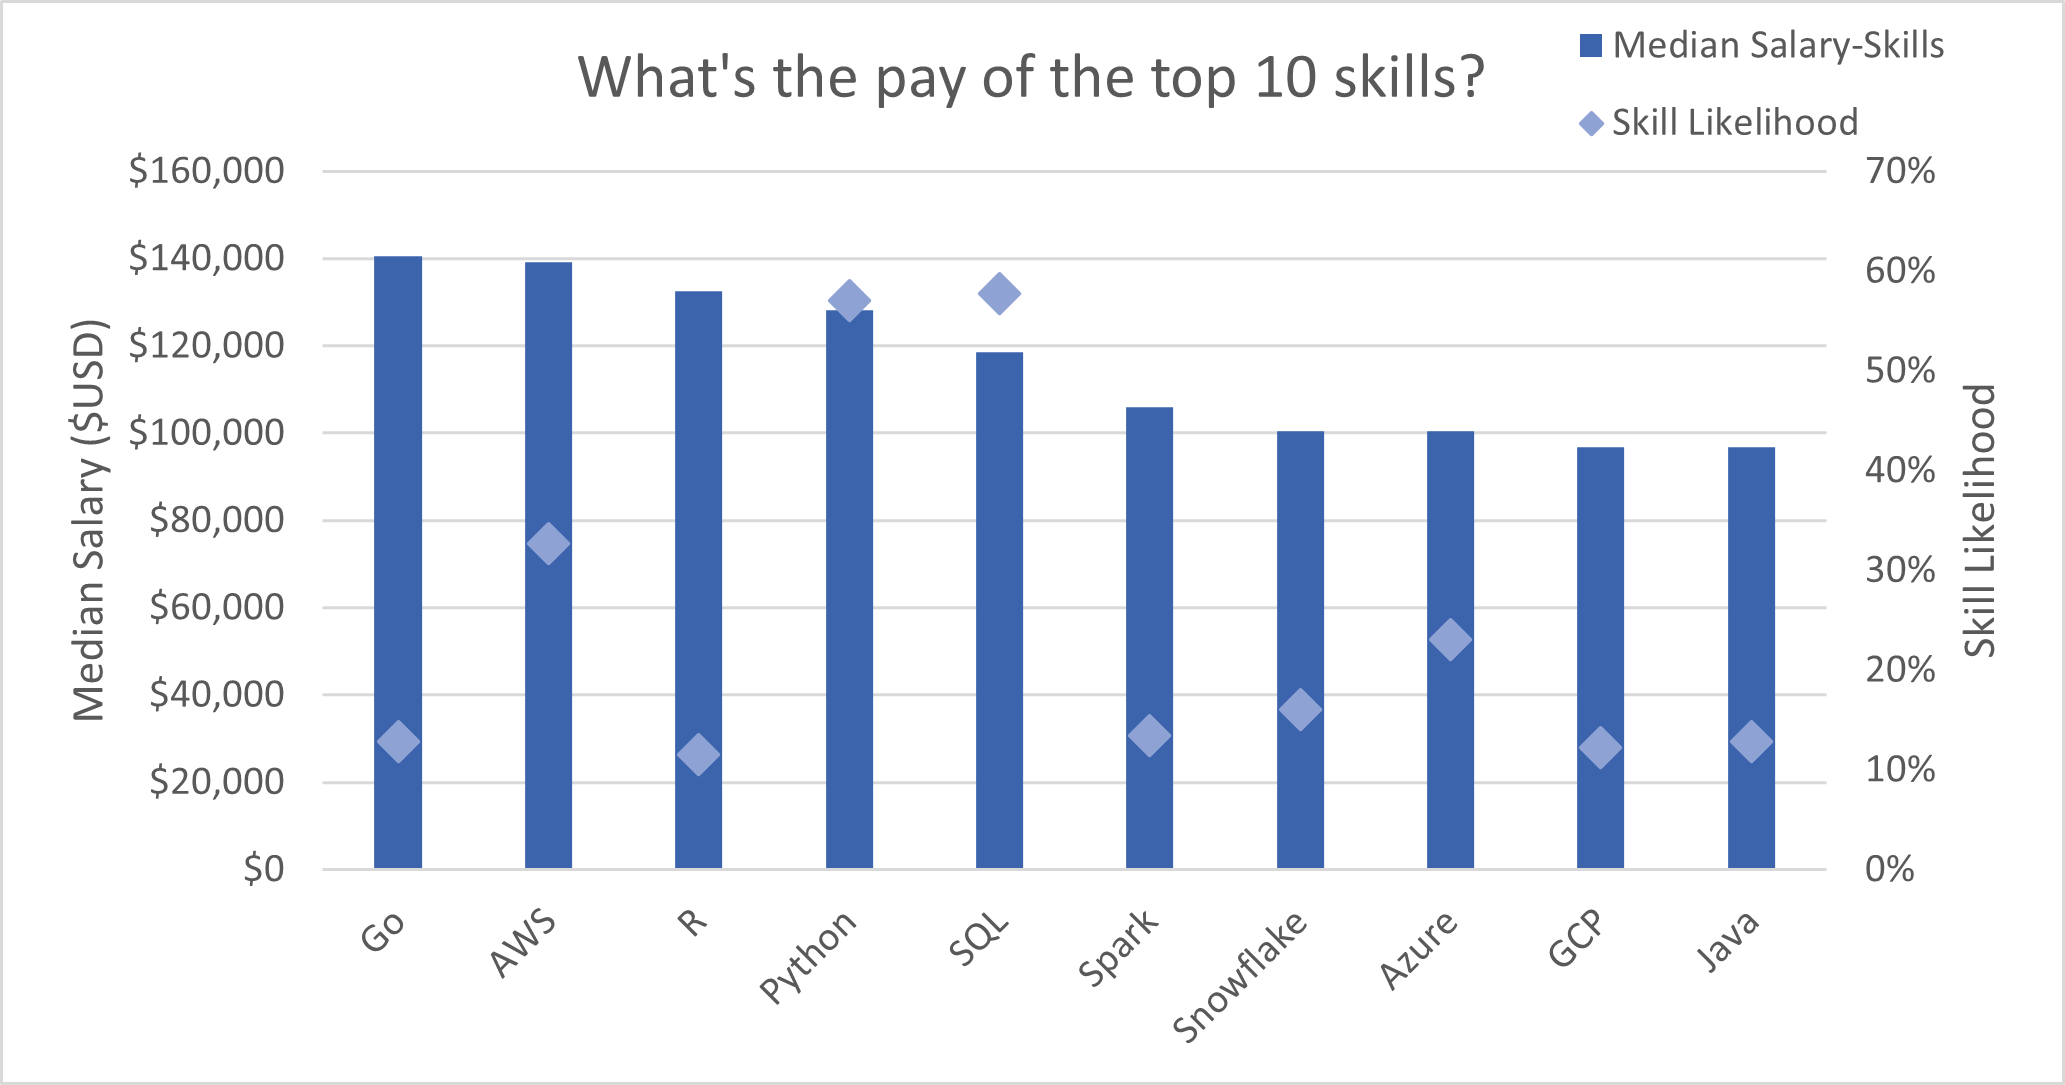 What's the pay of the top 10 skills?
Median Salary-Skills
Skill Likelihood
Median Salary ($USD)
$160,000
$140,000
$120,000
$100,000
$80,000
$60,000
$40,000
$20,000
$0
70%
60%
50%
40%
30%
20%
10%
0%
Skill Likelihood
Go
AWS
R
Python
SQL
Spark
Snowflake
Azure
GCP
Java